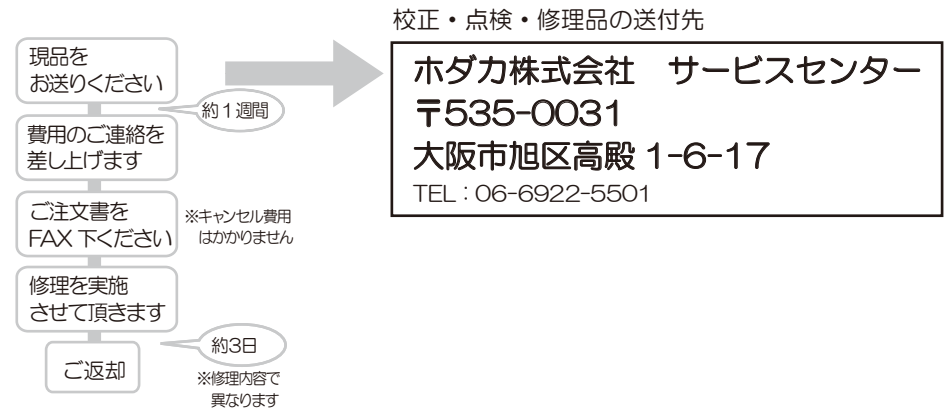 校正・点検・修理品の送付先
現品を
お送りください
ホダカ株式会社　サービスセンター
〒535-0031
大阪市旭区高殿 1-6-17
TEL：06-6922-5501
約１週間
費用のご連絡を
差し上げます
ご注文書を
FAX 下ください
※キャンセル費用
はかかりません
修理を実施
させて頂きます
約3日
ご返却
※修理内容で
異なります